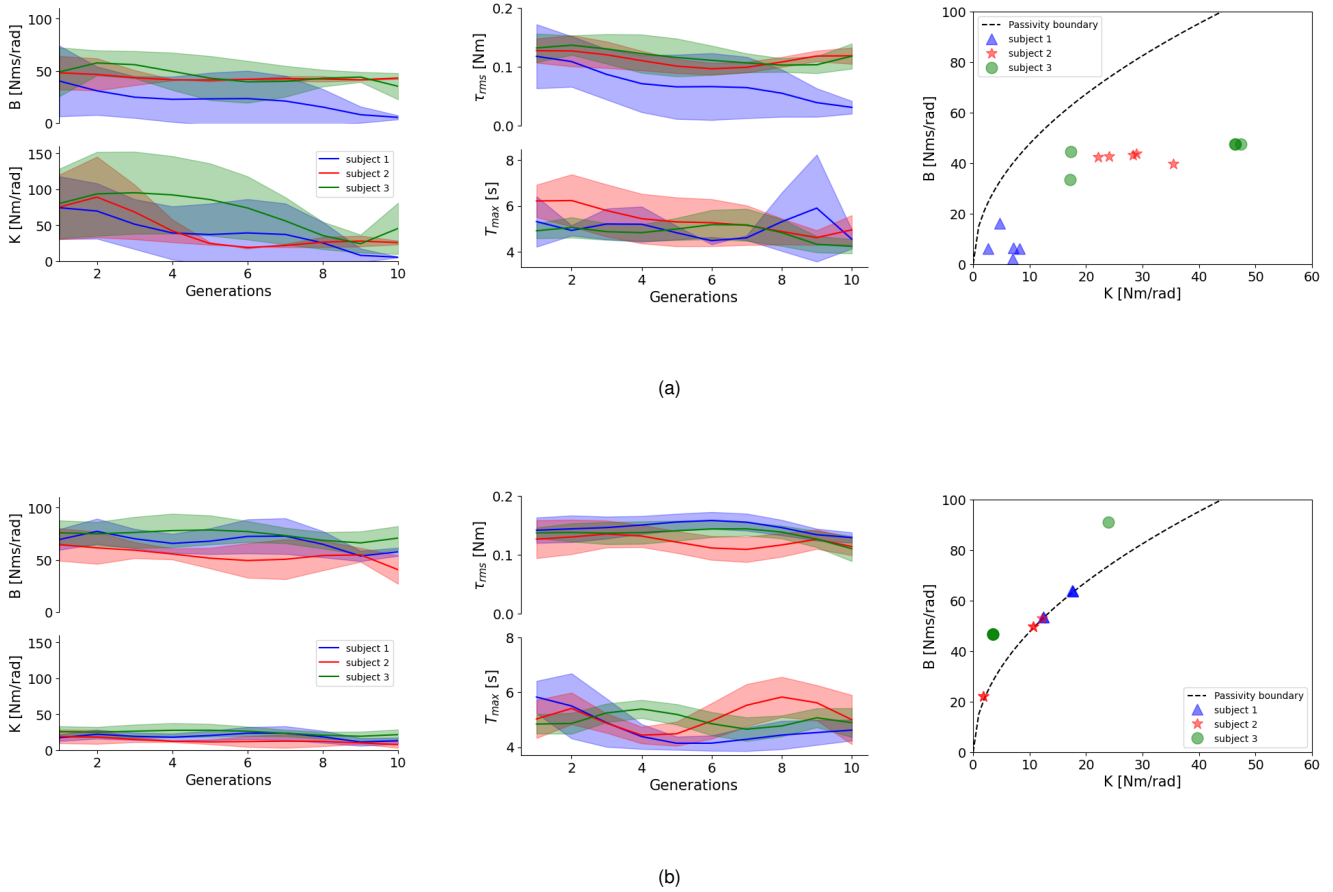 B [Nms/rad]
100
50
0
K [Nm/rad]
150
100
50
0
subject 1
subject 2
subject 3
2 4 6 8 10
Generations
τrms [Nm]
0.2
0.1
0.0
Tmax [s]
8
6
4
2 4 6 8 10
Generations
B [Nms/rad]
100
80
60
40
20
0
Passivity boundary
subject 1
subject 2
subject 3
0 10 20 30 40 50 60
K [Nm/rad]
(a)
B [Nms/rad]
100
50
0
K [Nm/rad]
150
100
50
0
subject 1
subject 2
subject 3
2 4 6 8 10
Generations
τrms [Nm]
0.2
0.1
0.0
Tmax [s]
8
6
4
2 4 6 8 10
Generations
B [Nms/rad]
100
80
60
40
20
0
Passivity boundary
subject 1
subject 2
subject 3
0 10 20 30 40 50 60
K [Nm/rad]
(b)